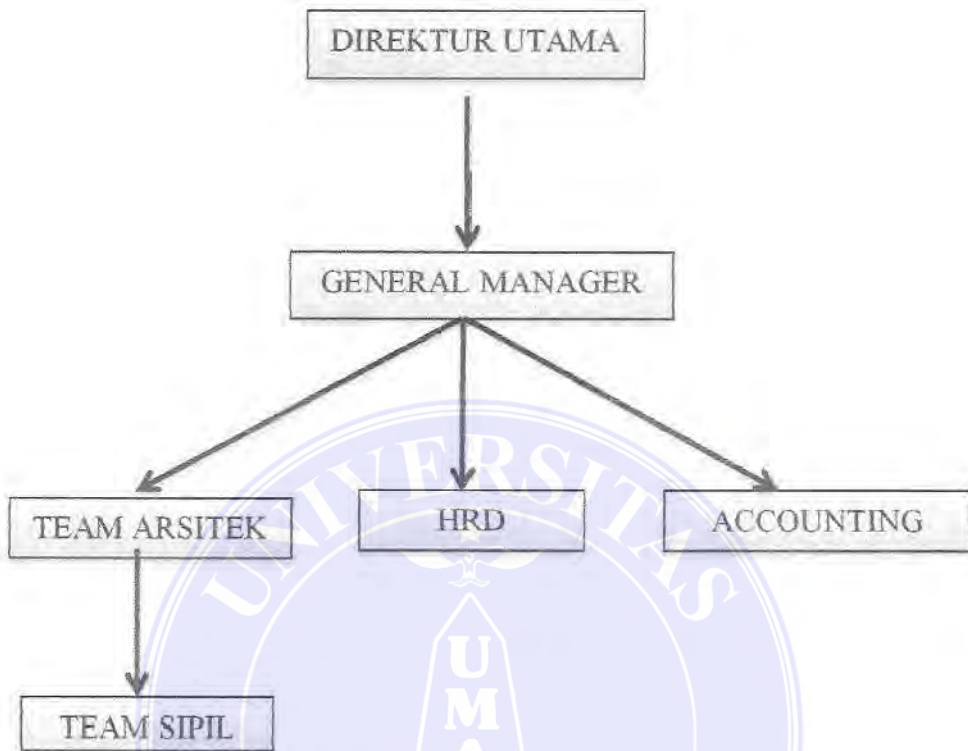 DIREKTUR UTAMA
GENERAL MANAGER
TEAM ARSITEK
HRD
ACCOUNTING
UNIVERSITAS
UMA
TEAM SIPIL